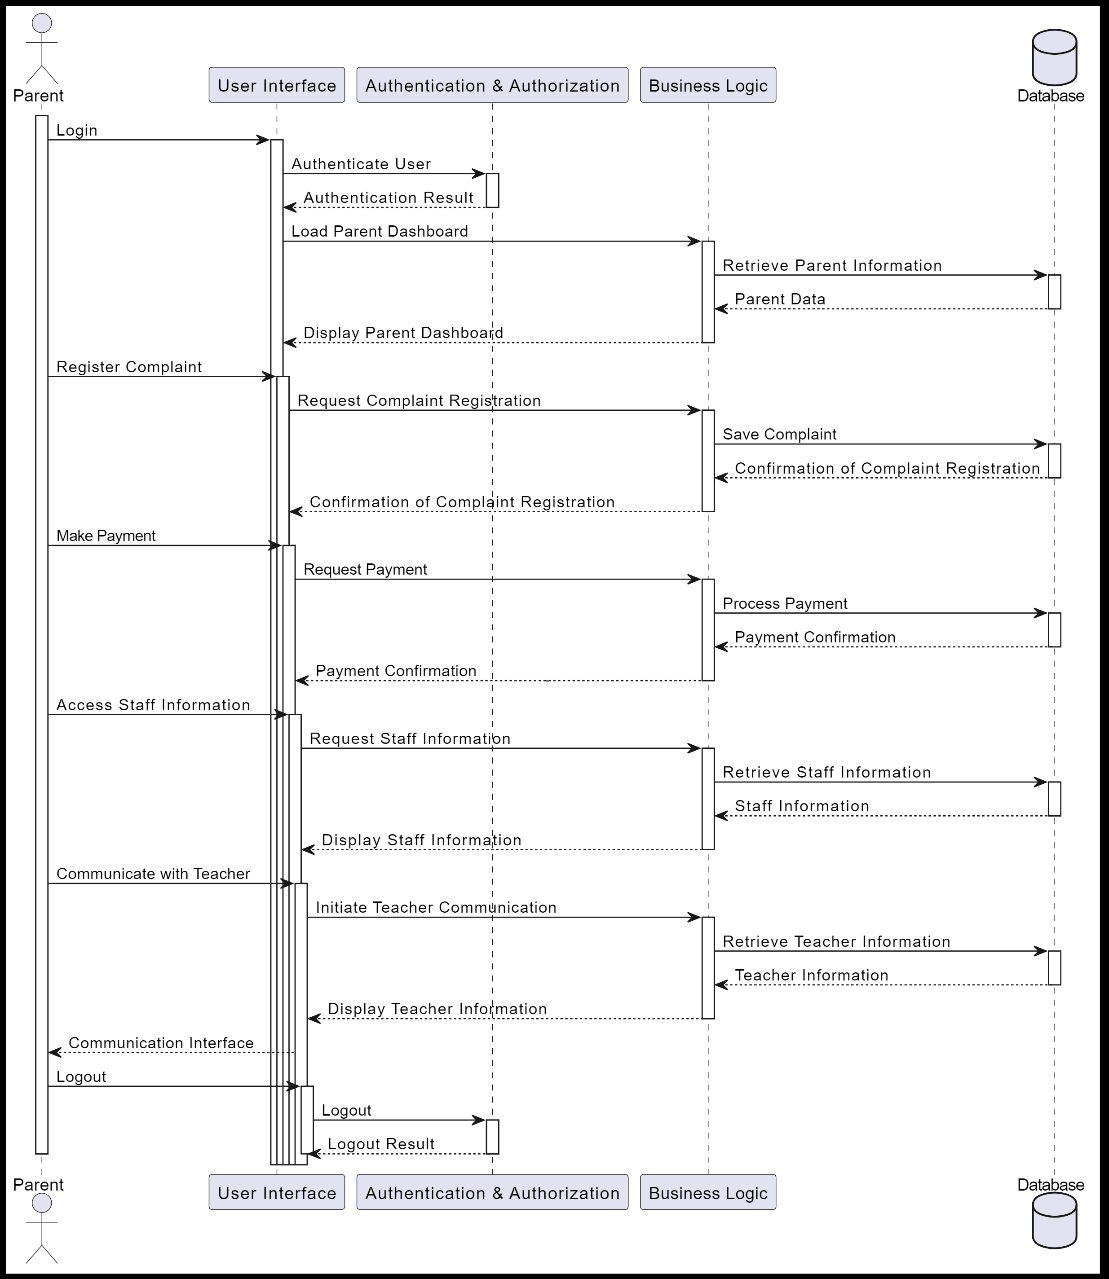 Parent
User Interface
Authentication & Authorization
Business Logic
Database
Login
Authenticate User
Authentication Result
Load Parent Dashboard
Retrieve Parent Information
Parent Data
Display Parent Dashboard
Register Complaint
Request Complaint Registration
Save Complaint
Confirmation of Complaint Registration
Confirmation of Complaint Registration
Make Payment
Request Payment
Process Payment
Payment Confirmation
Payment Confirmation
Access Staff Information
Request Staff Information
Retrieve Staff Information
Staff Information
Display Staff Information
Communicate with Teacher
Initiate Teacher Communication
Retrieve Teacher Information
Teacher Information
Display Teacher Information
Communication Interface
Logout
Logout
Logout Result
Parent
User Interface
Authentication & Authorization
Business Logic
Database